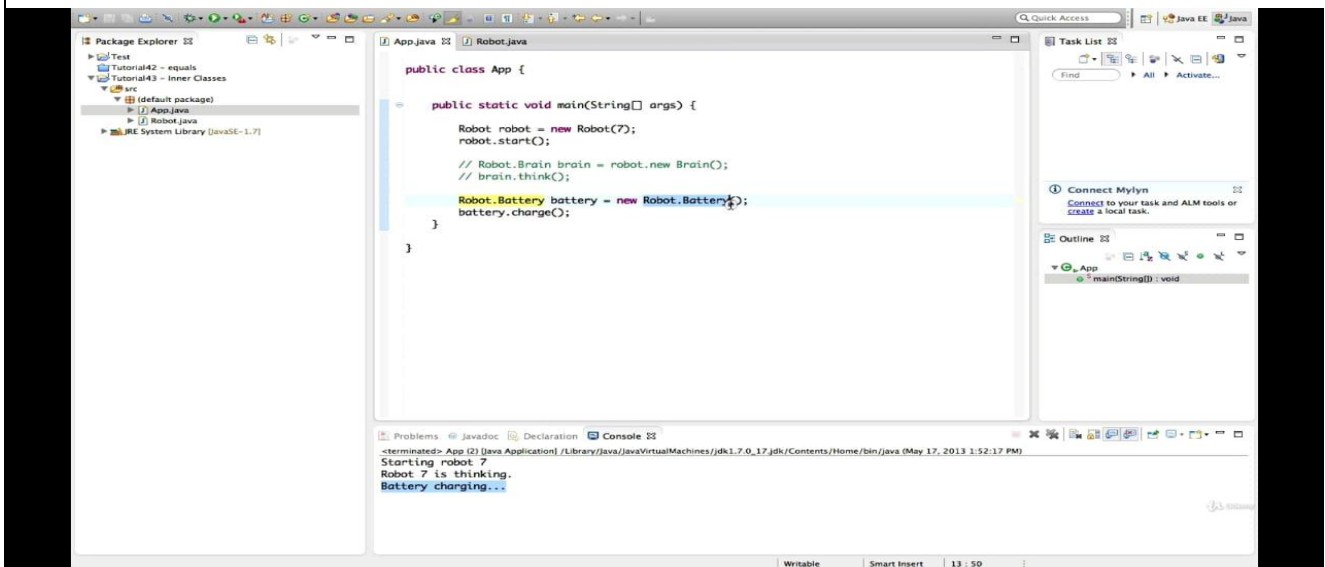 Quick Access
Java EE
Java
Package Explorer
Test
Tutorial42 - equals
Tutorial43 - Inner Classes
src
(default package)
App.java
Robot.java
JRE System Library [JavaSE-1.7]
App.java
Robot.java
public class App {
public static void main(String[] args) {
Robot robot = new Robot(7);
robot.start();
// Robot.Brain brain = robot.new Brain();
// brain.think();
Robot.Battery battery = new Robot.Battery();
battery.charge();
}
}
Task List
Find
All
Activate...
Connect Mylyn
Connect to your task and ALM tools or
create a local task.
Outline
App
main(String[]) : void
Problems
Javadoc
Declaration
Console
<terminated> App (2) [Java Application] /Library/Java/JavaVirtualMachines/jdk1.7.0_17.jdk/Contents/Home/bin/java (May 17, 2013 1:52:17 PM)
Starting robot 7
Robot 7 is thinking.
Battery charging...
Writable
Smart Insert
13 : 50